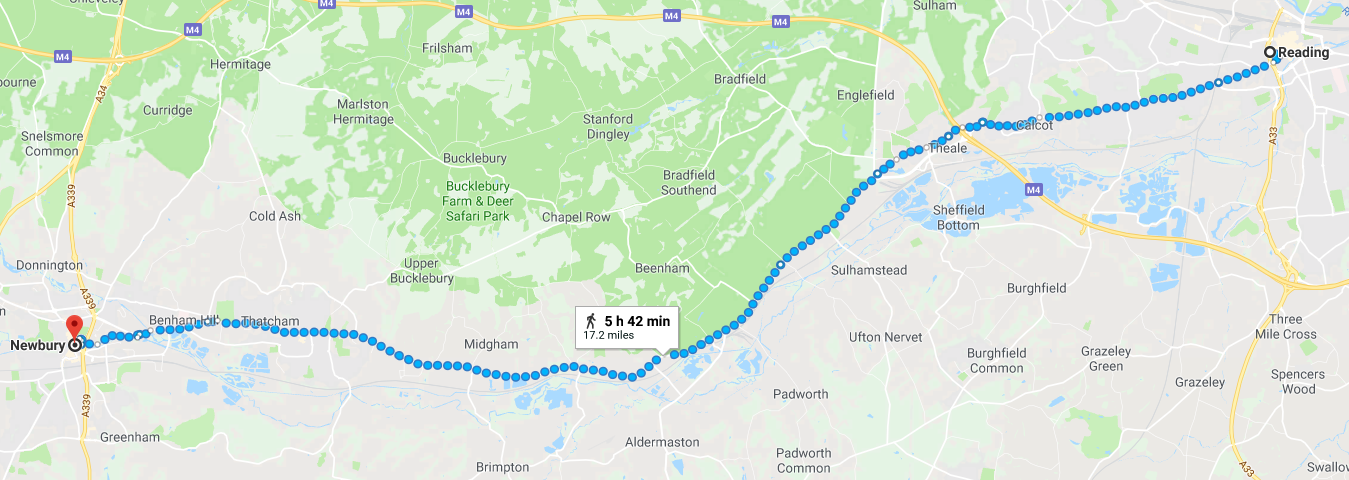 Chieveley
Sulham
M4
M4
M4
M4
M4
Reading
Frilsham
Hermitage
Bradfield
Englefield
A34
Curridge
Marlston
Hermitage
Stanford
Dingley
Calcot
A33
Snelsmore
Common
Theale
Bucklebury
Bradfield
Southend
A339
Bucklebury
Farm & Deer
Safari Park
M4
Cold Ash
Chapel Row
Sheffield
Bottom
Donnington
Upper
Bucklebury
Beenham
Sulhamstead
Burghfield
A339
Benham Hill
Thatcham
5 h 42 min
17.2 miles
Three
Mile Cross
Newbury
Midgham
Ufton Nervet
Burghfield
Common
Grazeley
Green
Grazeley
Spencers
Wood
A339
Padworth
Greenham
Aldermaston
Padworth
Common
Brimpton
A33
Swallow